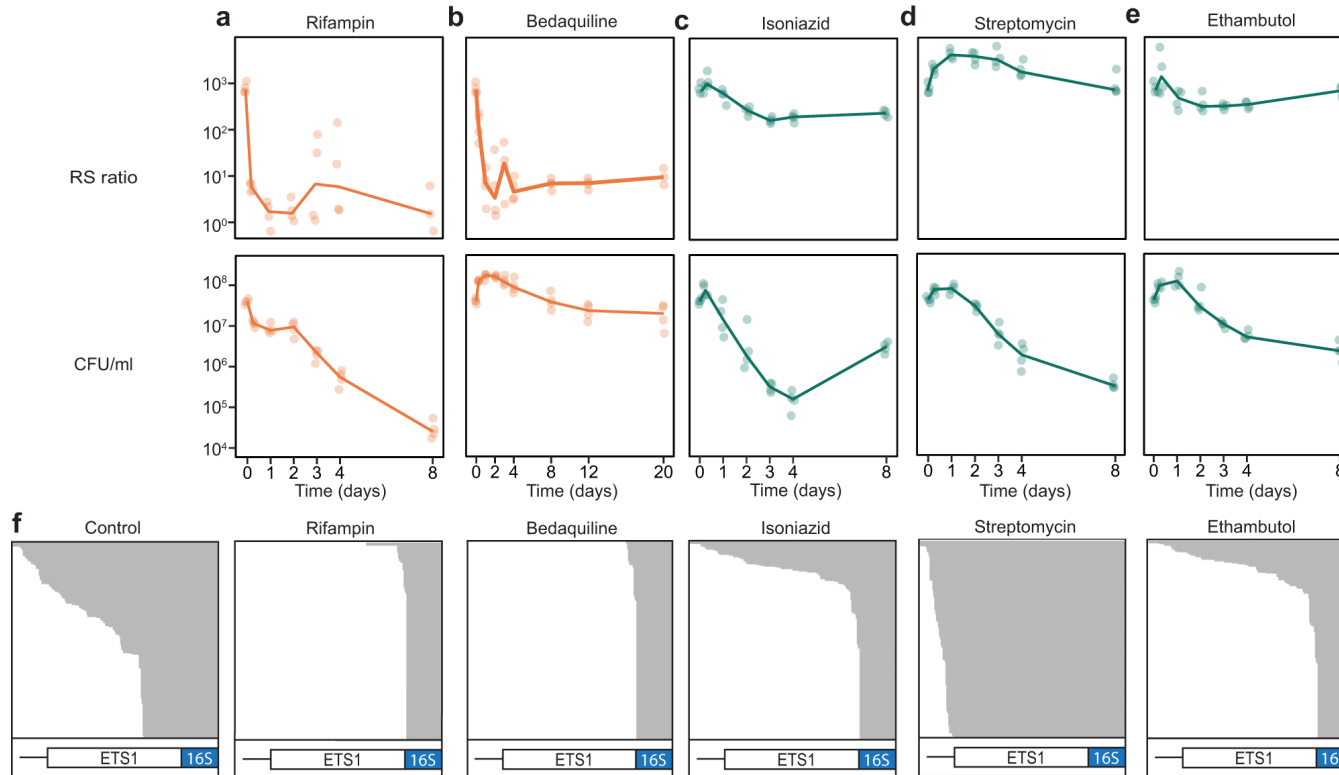 a b c d e
Rifampin Bedaquiline Isoniazid Streptomycin Ethambutol
10³
10²
RS ratio
10¹
10⁰
10⁸
10⁷
CFU/ml
10⁶
10⁵
10⁴
0 1 2 3 4 8 0 2 4 8 12 20 0 1 2 3 4 8 0 1 2 3 4 8 0 1 2 3 4 8
Time (days) Time (days) Time (days) Time (days) Time (days)
f
Control Rifampin Bedaquiline Isoniazid Streptomycin Ethambutol
ETS1 16S ETS1 16S ETS1 16S ETS1 16S ETS1 16S ETS1 16S